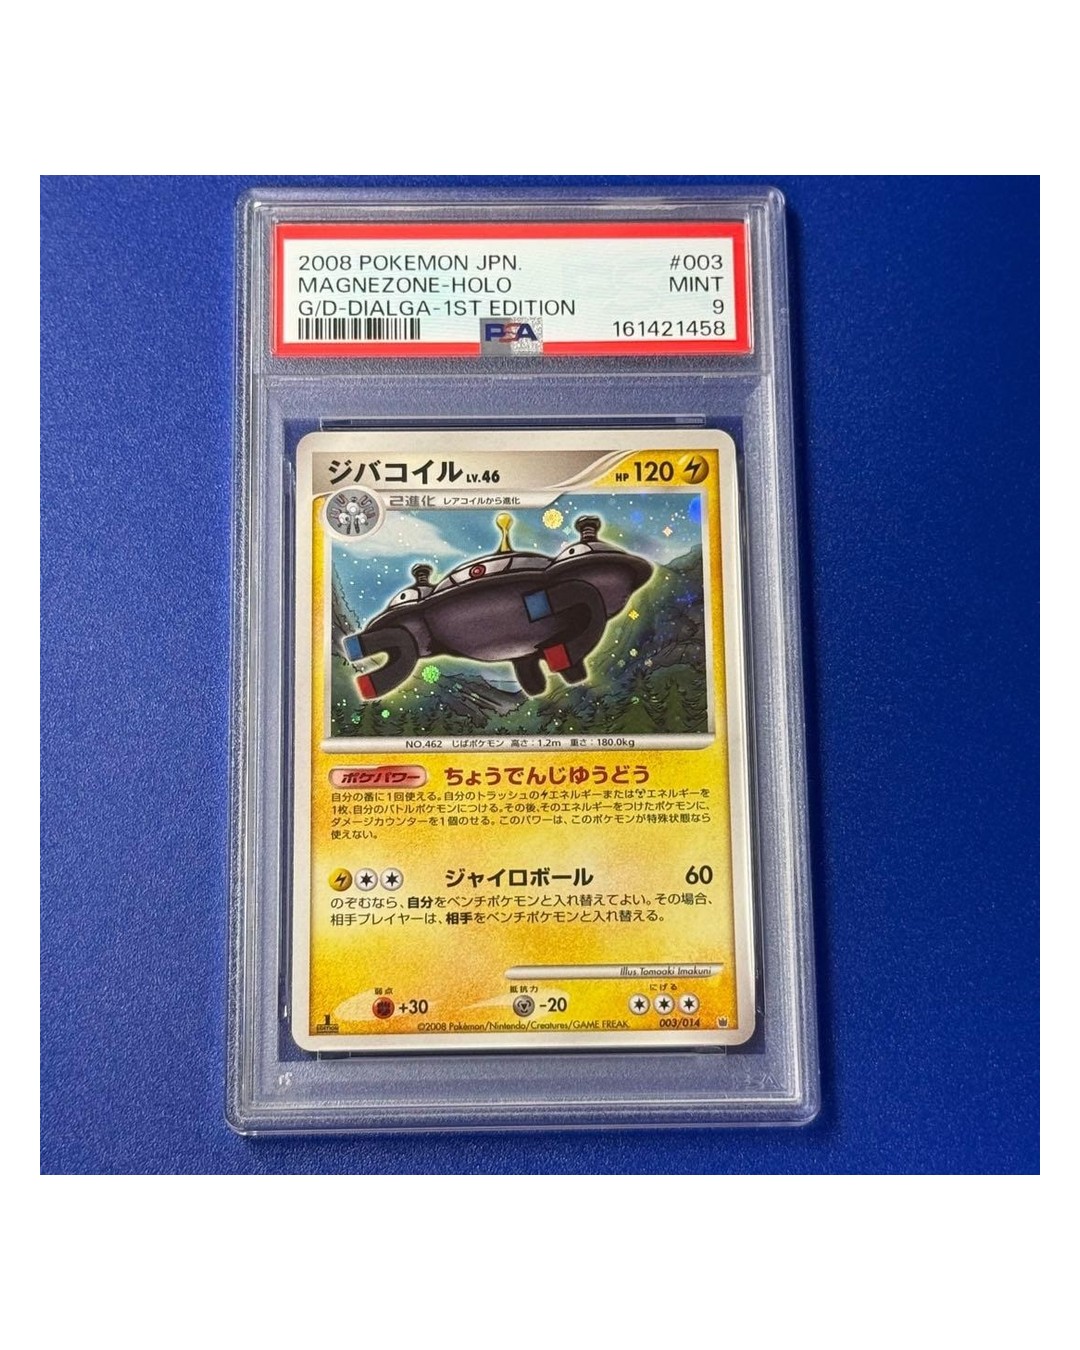 2008 POKEMON JPN. #003
MAGNEZONE-HOLO MINT
G/D-DIALGA-1ST EDITION 9
PSA 161421458
ジバコイル LV.46 HP 120
2進化 レアコイルから進化
NO.462 じばポケモン 高さ：1.2m 重さ：180.0kg
ポケパワー ちょうでんじゆうどう
自分の番に1回使える。自分のトラッシュのエネルギーまたはエネルギーを
1枚、自分のバトルポケモンにつける。その後、そのエネルギーをつけたポケモンに、
ダメージカウンターを1個のせる。このパワーは、このポケモンが特殊状態なら
使えない。
ジャイロボール 60
のぞむなら、自分をベンチポケモンと入れ替えてよい。その場合、
相手プレイヤーは、相手をベンチポケモンと入れ替える。
Illus. Tomoaki Imakuni
弱点 抵抗力 にげる
+30 -20
1 EDITION ©2008 Pokémon/Nintendo/Creatures/GAME FREAK. 003/014